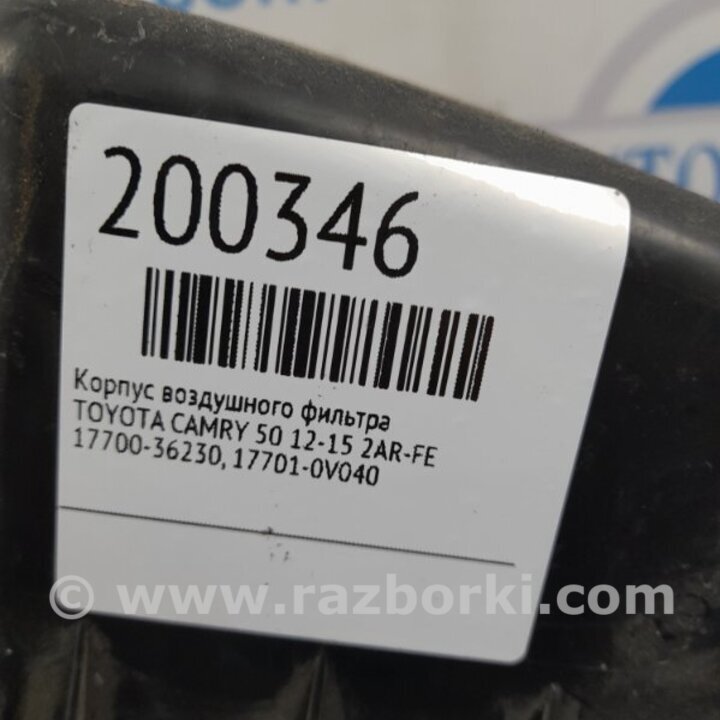 200346
Корпус воздушного фильтра
TOYOTA CAMRY 50 12-15 2AR-FE
17700-36230, 17701-0V040
© www.razborki.com